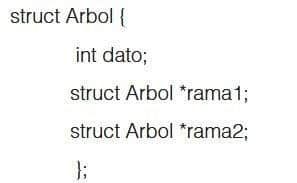 struct Arbol {
int dato;
struct Arbol *rama1;
struct Arbol *rama2;
};